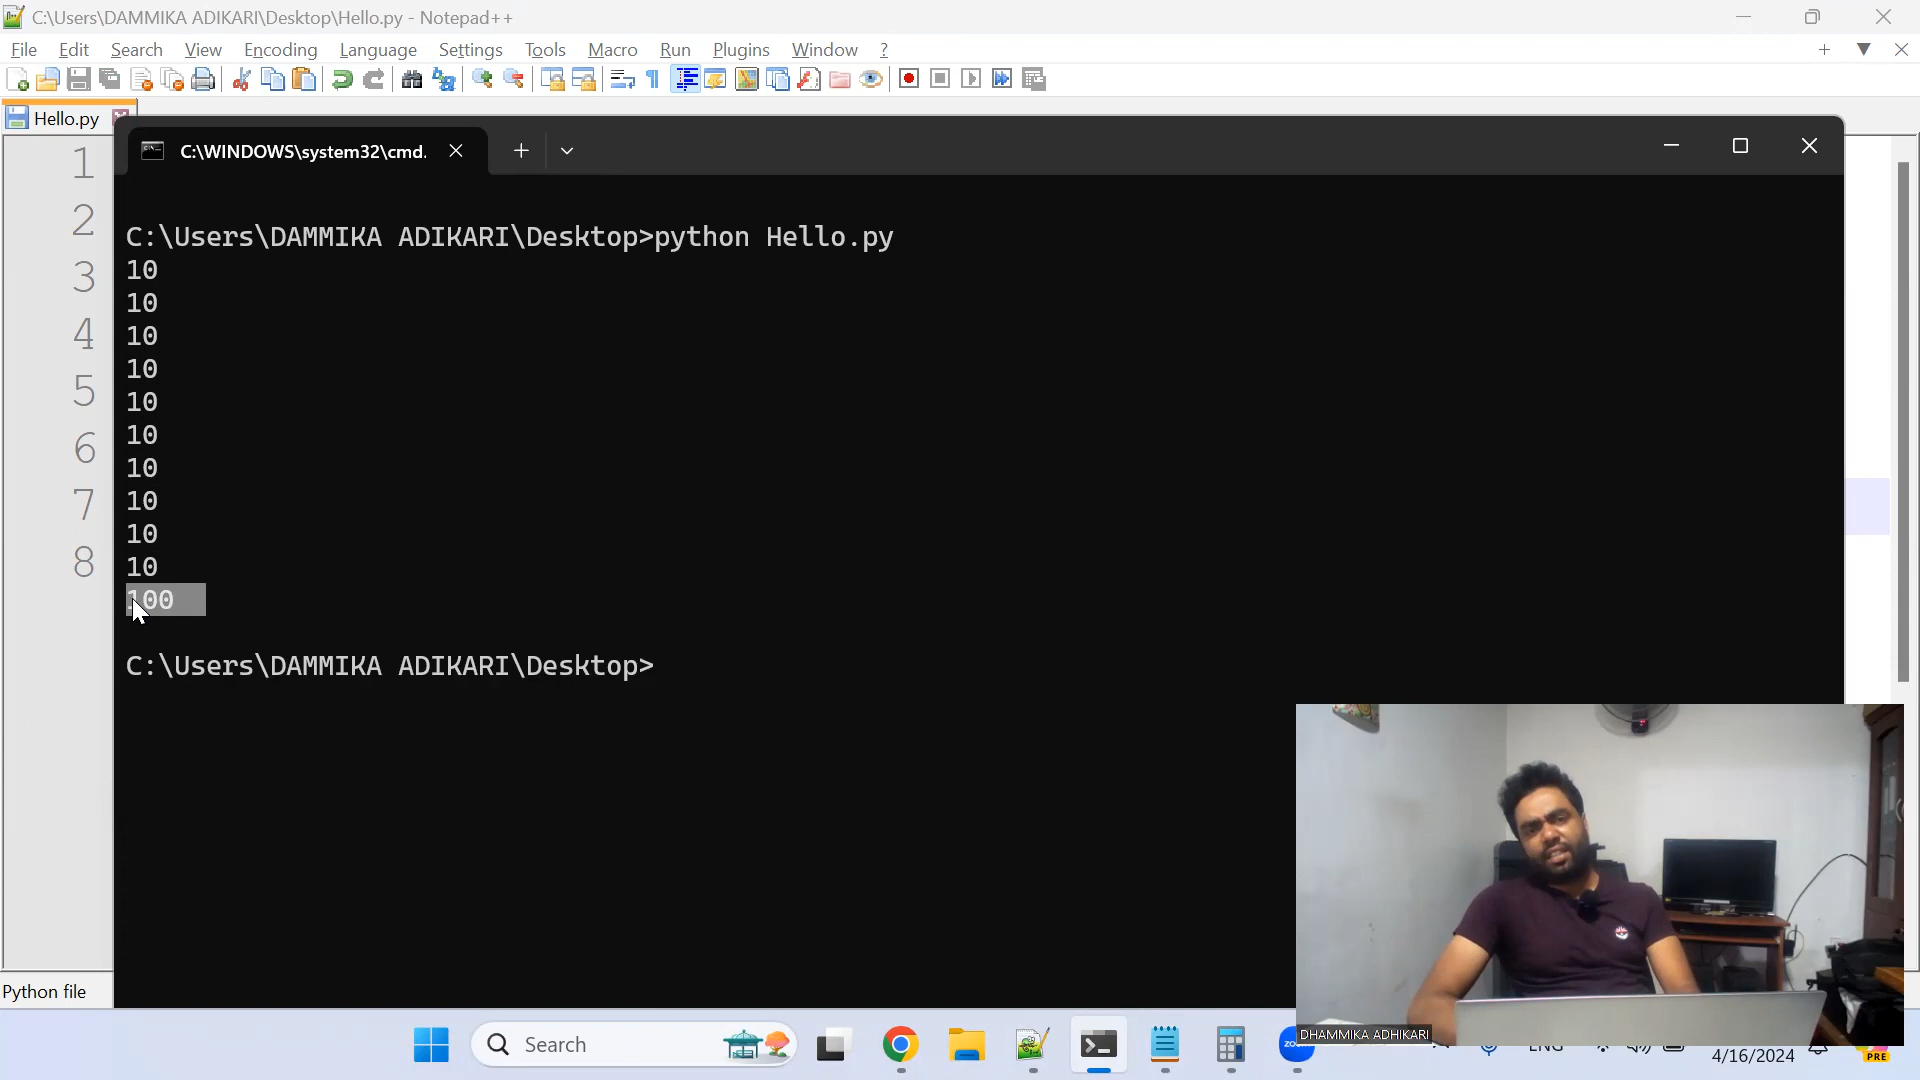 C:\Users\DAMMIKA ADIKARI\Desktop\Hello.py - Notepad++
File Edit Search View Encoding Language Settings Tools Macro Run Plugins Window ?
Hello.py
C:\WINDOWS\system32\cmd.
1
2
3
4
5
6
7
8
C:\Users\DAMMIKA ADIKARI\Desktop>python Hello.py
10
10
10
10
10
10
10
10
10
10
100
C:\Users\DAMMIKA ADIKARI\Desktop>
Python file
DHAMMIKA ADHIKARI
Search
ENG
4/16/2024
PRE